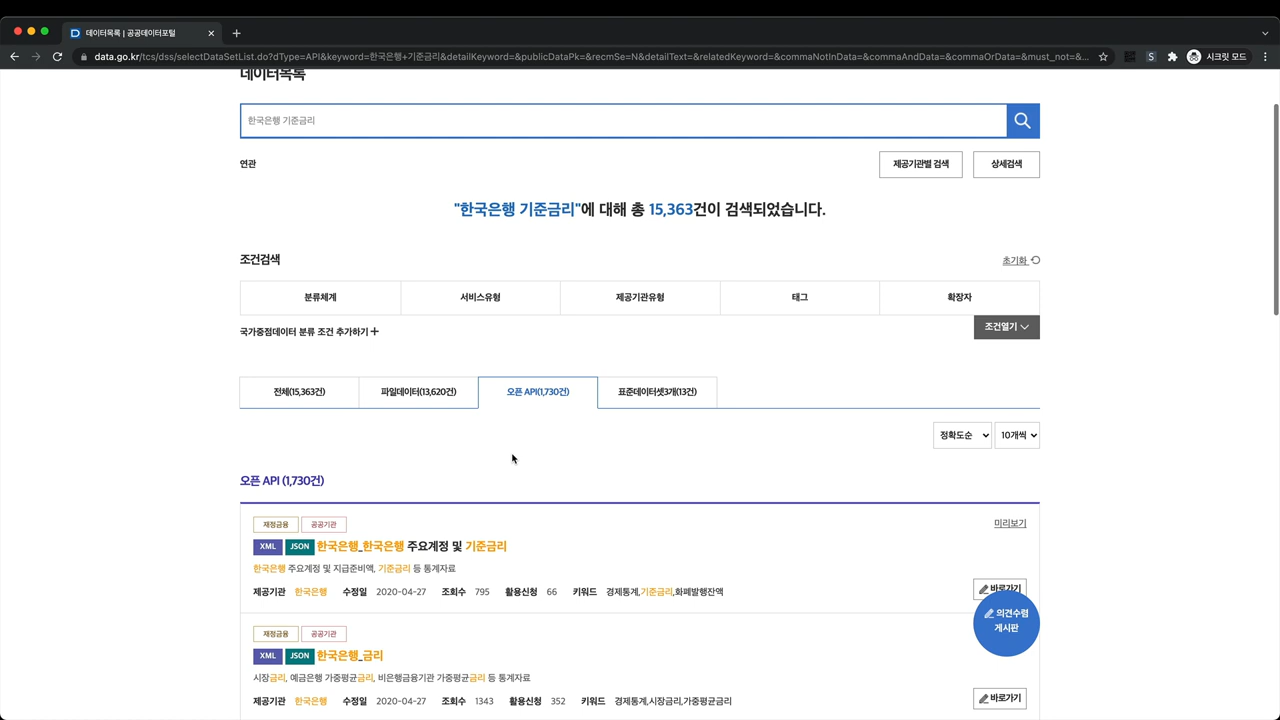 데이터목록 | 공공데이터포털
data.go.kr/tcs/dss/selectDataSetList.do?dType=API&keyword=한국은행+기준금리&detailKeyword=&publicDataPk=&recmSe=N&detailText=&relatedKeyword=&commaNotInData=&commaAndData=&commaOrData=&must_not=&...
S
시크릿 모드
데이터목록
한국은행 기준금리
연관
제공기관별 검색
상세검색
"한국은행 기준금리"에 대해 총 15,363건이 검색되었습니다.
조건검색
초기화
분류체계 서비스유형 제공기관유형 태그 확장자
국가중점데이터 분류 조건 추가하기
조건열기
전체(15,363건) 파일데이터(13,620건) 오픈 API(1,730건) 표준데이터셋3개(13건)
정확도순 10개씩
오픈 API (1,730건)
재정금융 공공기관 미리보기
XML JSON 한국은행_한국은행 주요계정 및 기준금리
한국은행 주요계정 및 지급준비액, 기준금리 등 통계자료
제공기관 한국은행 수정일 2020-04-27 조회수 795 활용신청 66 키워드 경제통계,기준금리,화폐발행잔액
바로가기
의견수렴
게시판
재정금융 공공기관
XML JSON 한국은행_금리
시장금리, 예금은행 가중평균금리, 비은행금융기관 가중평균금리 등 통계자료
제공기관 한국은행 수정일 2020-04-27 조회수 1343 활용신청 352 키워드 경제통계,시장금리,가중평균금리
바로가기